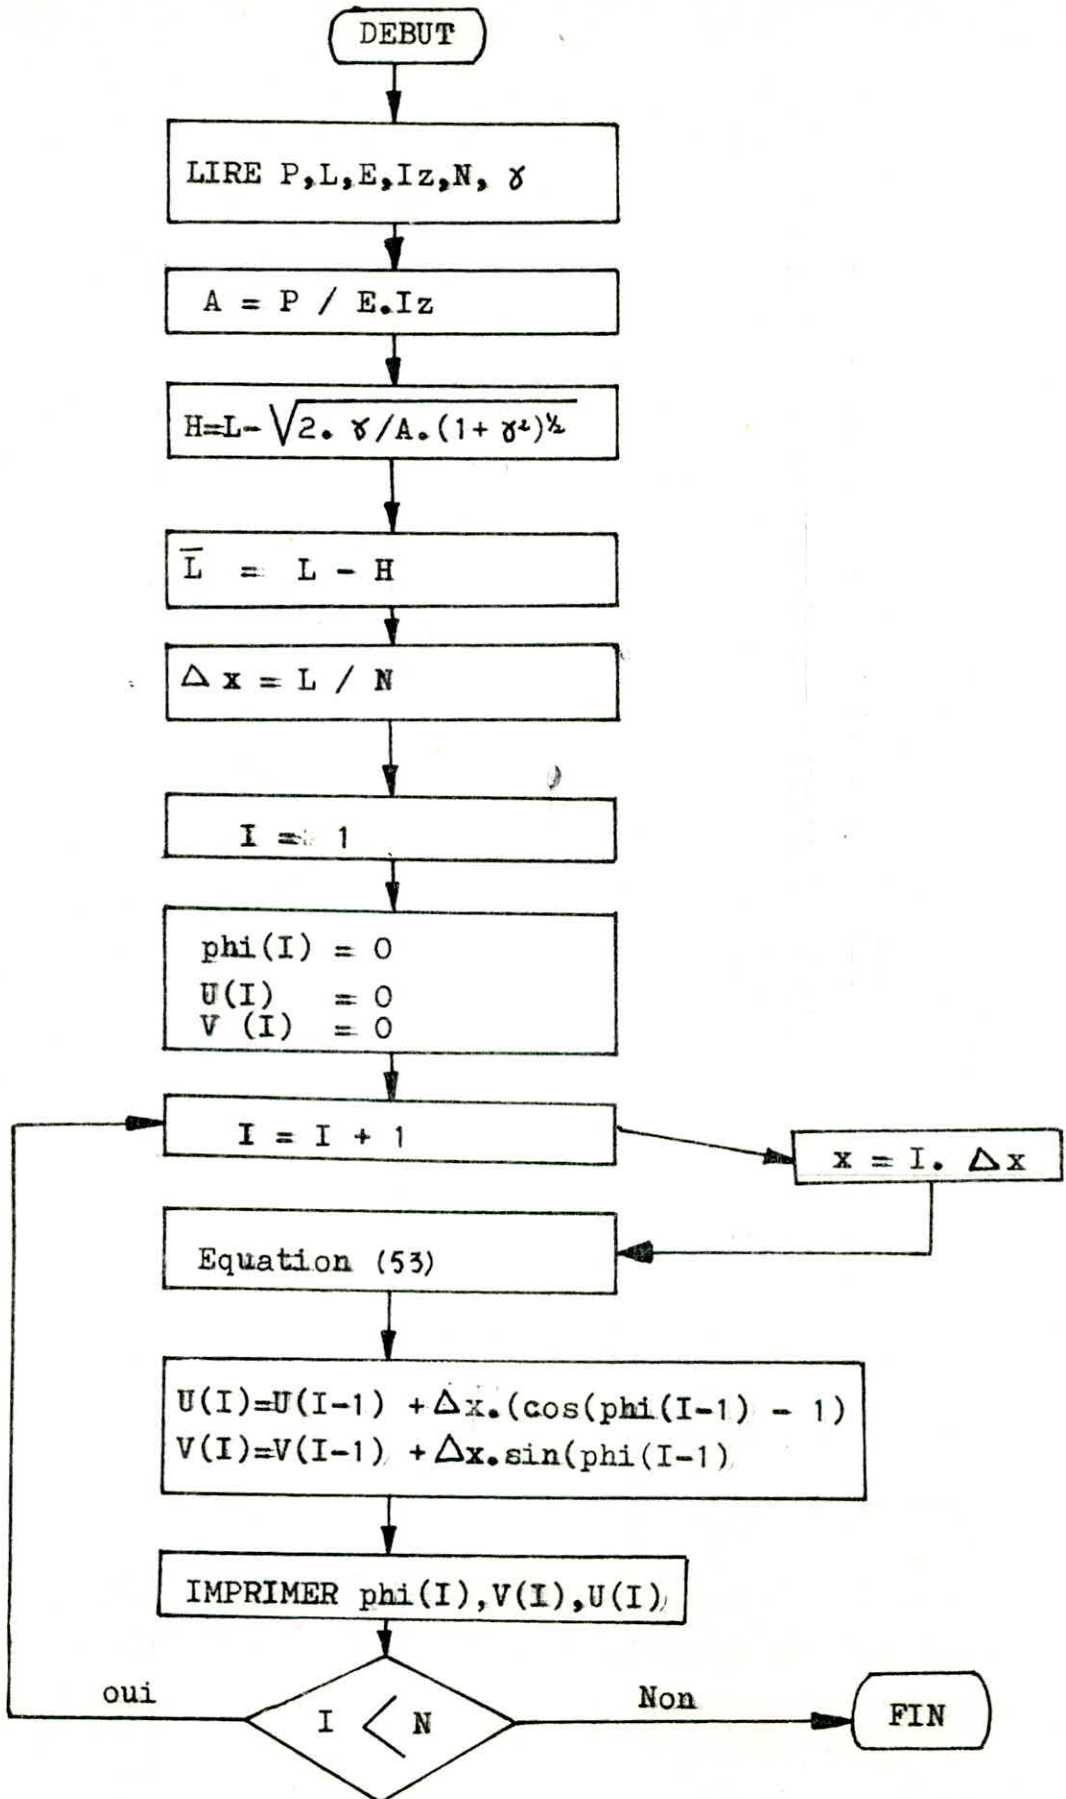 DEBUT
LIRE P,L,E,Iz,N, γ
A = P / E.Iz
H=L-√2. γ/A.(1+ γ²)^½
L̅ = L - H
Δ x = L / N
I = 1
phi(I) = 0
U(I) = 0
V (I) = 0
I = I + 1
x = I. Δx
Equation (53)
U(I)=U(I-1) +Δx.(cos(phi(I-1) - 1)
V(I)=V(I-1) +Δx.sin(phi(I-1)
IMPRIMER phi(I),V(I),U(I)
oui
I < N
Non
FIN